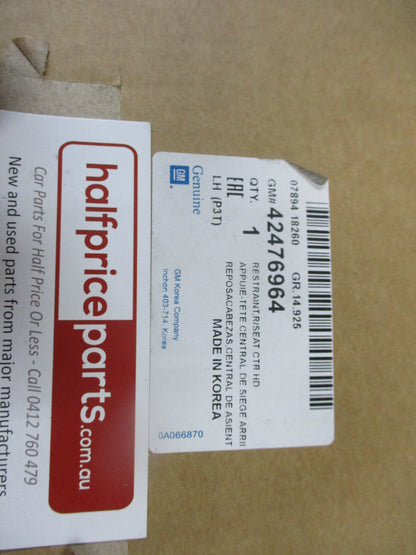 07894 18260 GR.14.925
GM# 42476964
QTY. 1
RESTRAINT,R/SEAT CTR HD
APPUIE-TETE CENTRAL DE SIEGE ARRII
REPOSACABEZAS,CENTRAL DE ASIENT
EAC
LH (P3T)
MADE IN KOREA
Genuine
GM
GM Korea Company
Inchon 403-714, Korea
0A066870
halfpriceparts.com.au
Car Parts For Half Price Or Less - Call 0412 760 479
New and used parts from major manufacturers